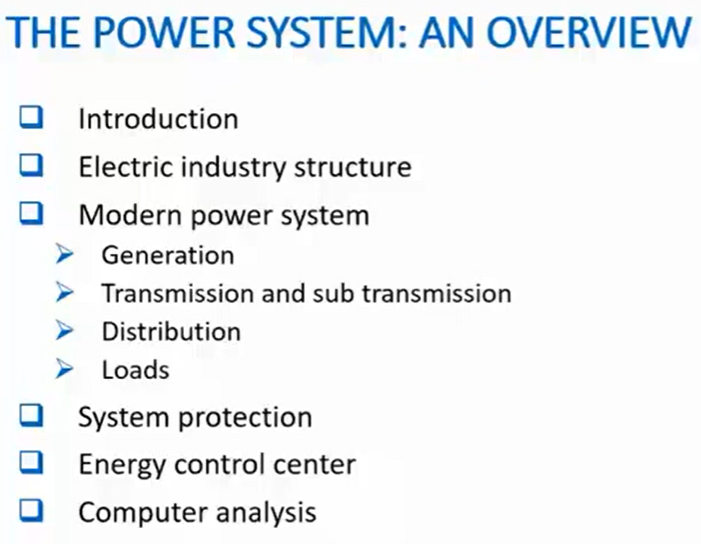 THE POWER SYSTEM: AN OVERVIEW
Introduction
Electric industry structure
Modern power system
Generation
Transmission and sub transmission
Distribution
Loads
System protection
Energy control center
Computer analysis